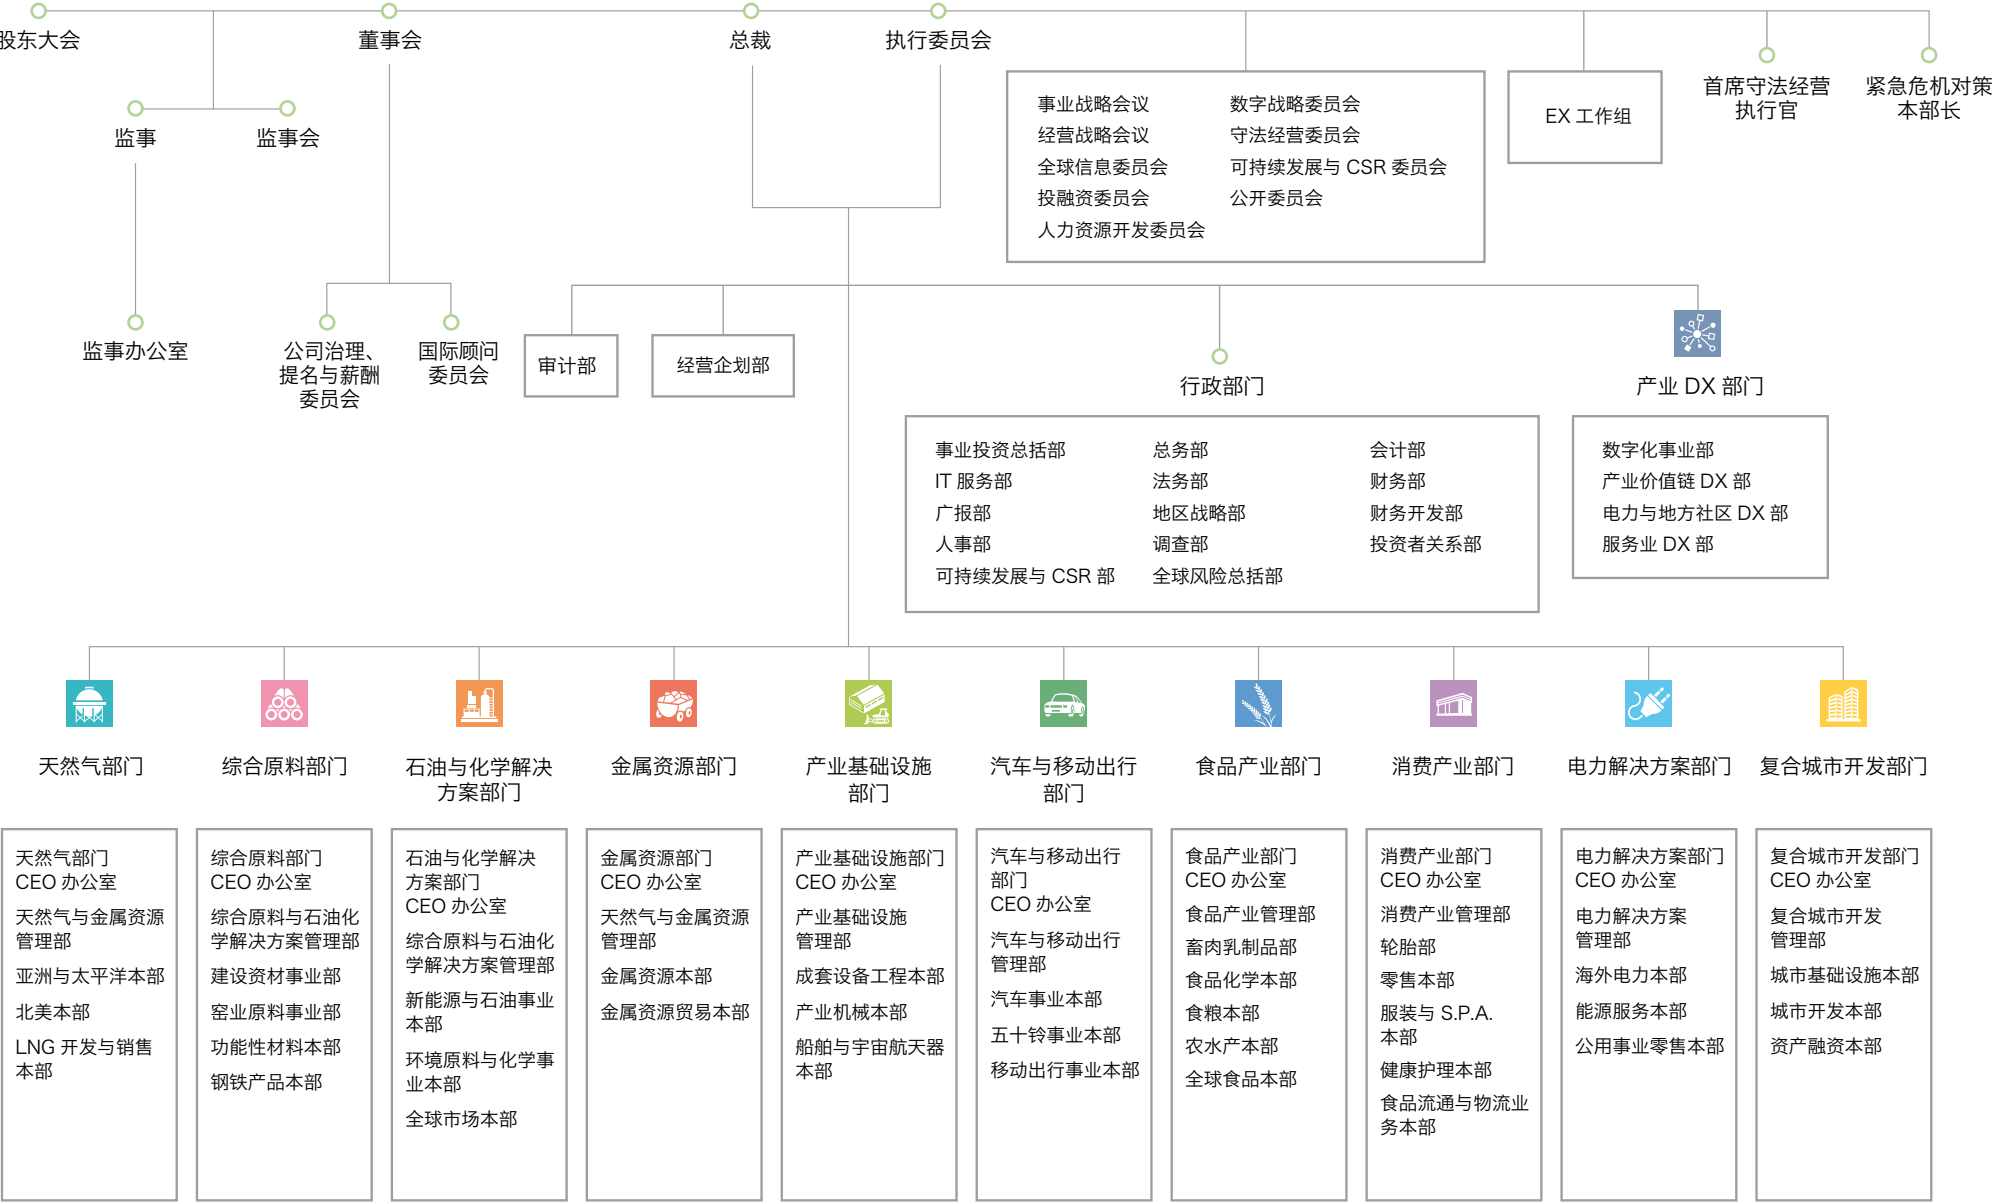 股东大会
董事会
总裁
执行委员会
监事
监事会
监事办公室
公司治理、
提名与薪酬
委员会
国际顾问
委员会
事业战略会议
经营战略会议
全球信息委员会
投融资委员会
人力资源开发委员会
数字战略委员会
守法经营委员会
可持续发展与 CSR 委员会
公开委员会
EX 工作组
首席守法经营
执行官
紧急危机对策
本部长
审计部
经营企划部
行政部门
事业投资总括部
IT 服务部
广报部
人事部
可持续发展与 CSR 部
总务部
法务部
地区战略部
调查部
全球风险总括部
会计部
财务部
财务开发部
投资者关系部
产业 DX 部门
数字化事业部
产业价值链 DX 部
电力与地方社区 DX 部
服务业 DX 部
天然气部门
天然气部门
CEO 办公室
天然气与金属资源
管理部
亚洲与太平洋本部
北美本部
LNG 开发与销售
本部
综合原料部门
综合原料部门
CEO 办公室
综合原料与石油化
学解决方案管理部
建设资材事业部
窑业原料事业部
功能性材料本部
钢铁产品本部
石油与化学解决
方案部门
石油与化学解决
方案部门
CEO 办公室
综合原料与石油化
学解决方案管理部
新能源与石油事业
本部
环境原料与化学事
业本部
全球市场本部
金属资源部门
金属资源部门
CEO 办公室
天然气与金属资源
管理部
金属资源本部
金属资源贸易本部
产业基础设施
部门
产业基础设施部门
CEO 办公室
产业基础设施
管理部
成套设备工程本部
产业机械本部
船舶与宇宙航天器
本部
汽车与移动出行
部门
汽车与移动出行
部门
CEO 办公室
汽车与移动出行
管理部
汽车事业本部
五十铃事业本部
移动出行事业本部
食品产业部门
食品产业部门
CEO 办公室
食品产业管理部
畜肉乳制品部
食品化学本部
食粮本部
农水产本部
全球食品本部
消费产业部门
消费产业部门
CEO 办公室
消费产业管理部
轮胎部
零售本部
服装与 S.P.A.
本部
健康护理本部
食品流通与物流业
务本部
电力解决方案部门
电力解决方案部门
CEO 办公室
电力解决方案
管理部
海外电力本部
能源服务本部
公用事业零售本部
复合城市开发部门
复合城市开发部门
CEO 办公室
复合城市开发
管理部
城市基础设施本部
城市开发本部
资产融资本部